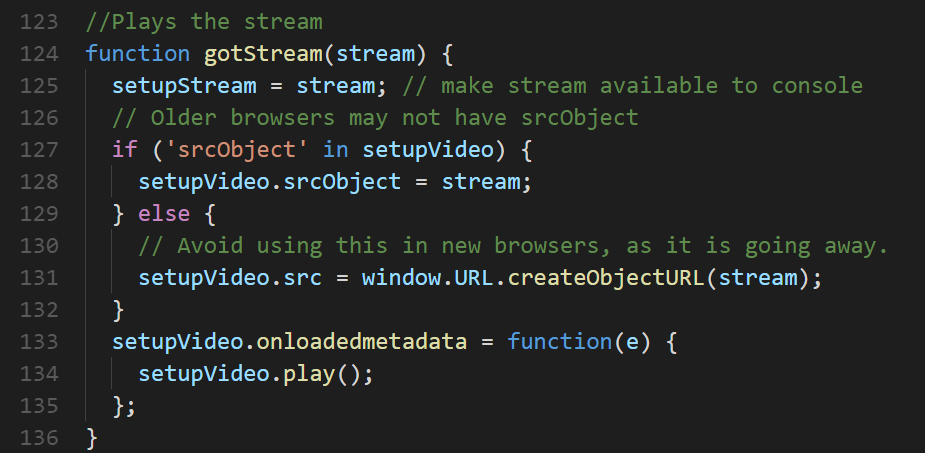 123 //Plays the stream
124 function gotStream(stream) {
125   setupStream = stream; // make stream available to console
126   // Older browsers may not have srcObject
127   if ('srcObject' in setupVideo) {
128     setupVideo.srcObject = stream;
129   } else {
130     // Avoid using this in new browsers, as it is going away.
131     setupVideo.src = window.URL.createObjectURL(stream);
132   }
133   setupVideo.onloadedmetadata = function(e) {
134     setupVideo.play();
135   };
136 }